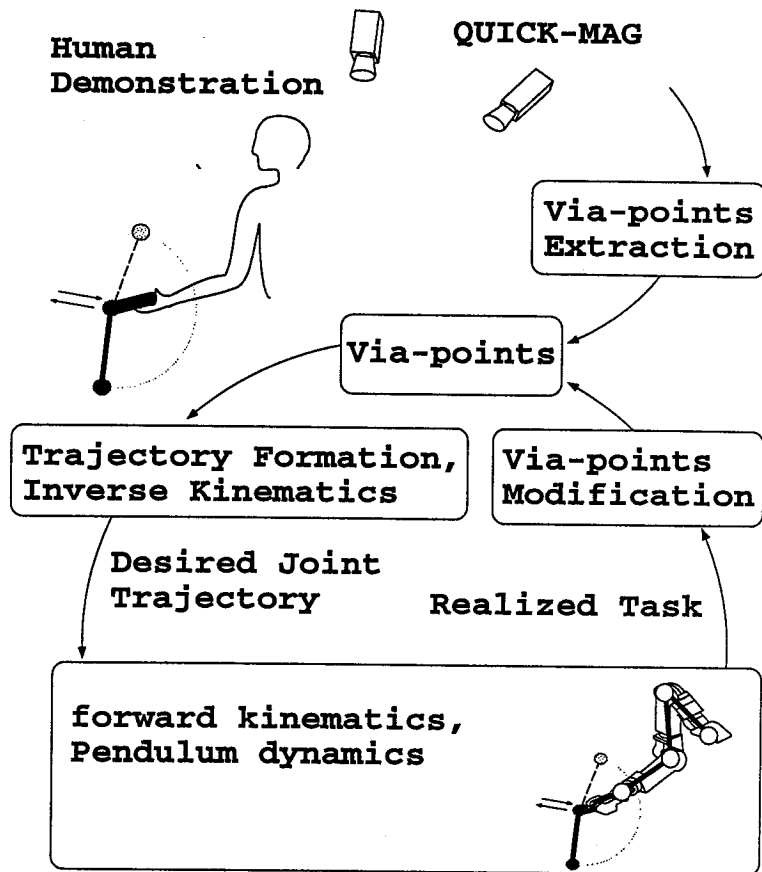 Human
Demonstration
QUICK-MAG
Via-points
Extraction
Via-points
Trajectory Formation,
Inverse Kinematics
Via-points
Modification
Desired Joint
Trajectory
Realized Task
forward kinematics,
Pendulum dynamics